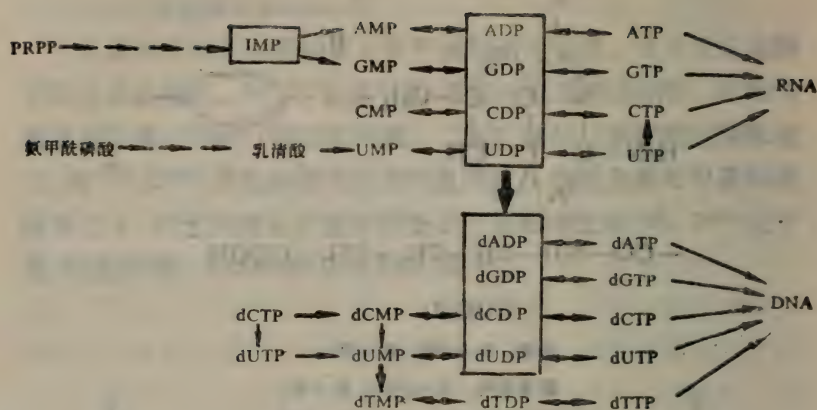 AMP ADP ATP
PRPP IMP
GMP GDP GTP
RNA
CMP CDP CTP
氨甲酰磷酸 乳清酸 UMP UDP UTP
dADP dATP
dGDP dGTP
DNA
dCTP dCMP dCDP dCTP
dUTP dUMP dUDP dUTP
dTMP dTDP dTTP